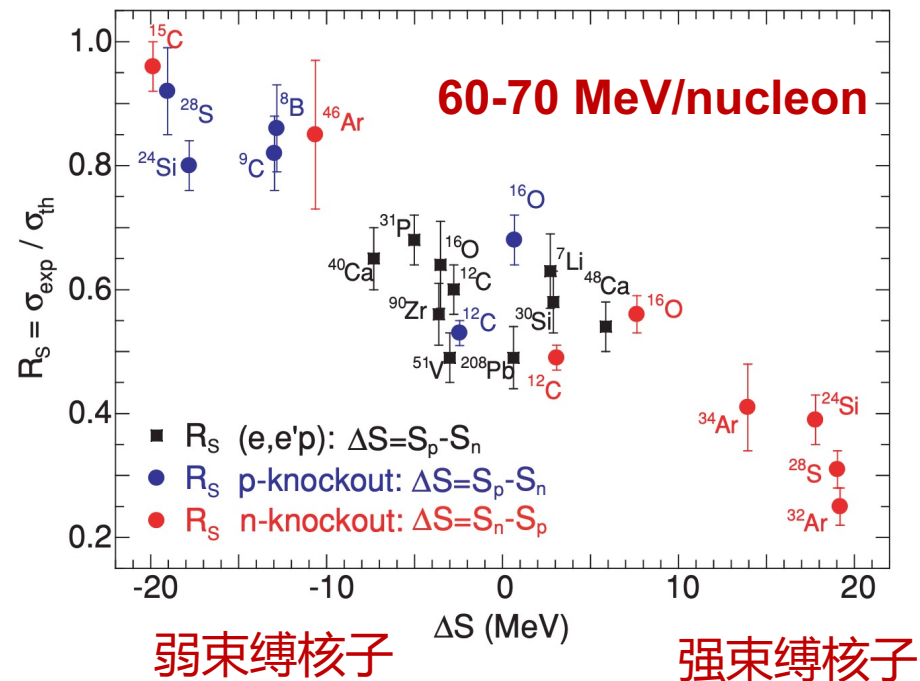 60-70 MeV/nucleon
1.0
0.8
0.6
0.4
0.2
R_S = σ_exp / σ_th
¹⁵C
²⁸S
²⁴Si
⁸B
⁹C
⁴⁶Ar
⁴⁰Ca
³¹P
¹⁶O
¹²C
⁹⁰Zr
¹²C
⁵¹V
²⁰⁸Pb
¹⁶O
⁷Li
³⁰Si
⁴⁸Ca
¹²C
¹⁶O
³⁴Ar
²⁴Si
²⁸S
³²Ar
R_S (e,e'p): ΔS=S_p-S_n
R_S p-knockout: ΔS=S_p-S_n
R_S n-knockout: ΔS=S_n-S_p
-20 -10 0 10 20
ΔS (MeV)
弱束缚核子
强束缚核子